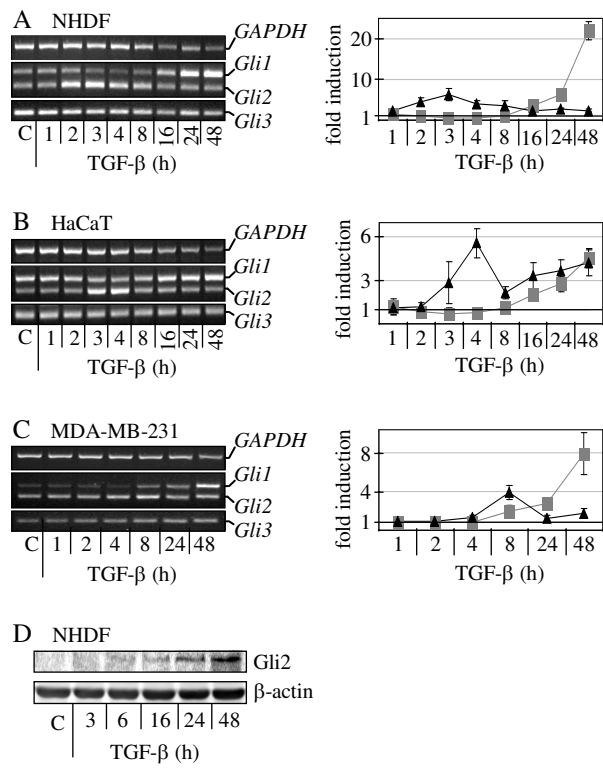 A NHDF
GAPDH
Gli1
Gli2
Gli3
C 1 2 3 4 8 16 24 48
TGF-β (h)
fold induction
20
10
1
1 2 3 4 8 16 24 48
TGF-β (h)
B HaCaT
GAPDH
Gli1
Gli2
Gli3
C 1 2 3 4 8 16 24 48
TGF-β (h)
fold induction
6
3
1
1 2 3 4 8 16 24 48
TGF-β (h)
C MDA-MB-231
GAPDH
Gli1
Gli2
Gli3
C 1 2 4 8 24 48
TGF-β (h)
fold induction
8
4
1
1 2 4 8 24 48
TGF-β (h)
D NHDF
Gli2
β-actin
C 3 6 16 24 48
TGF-β (h)